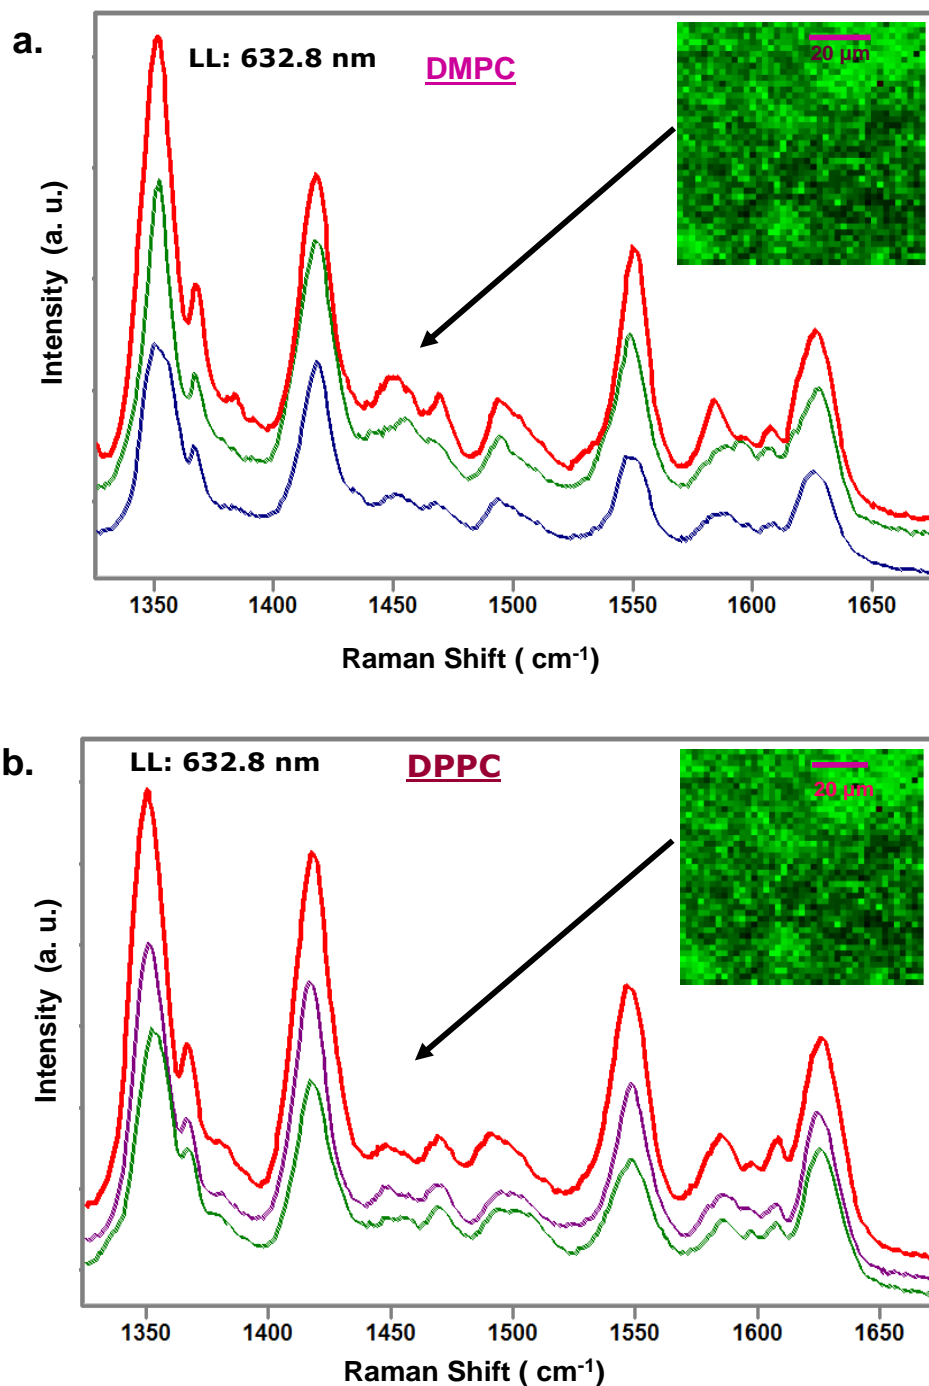 a.
LL: 632.8 nm
DMPC
20 µm
Intensity (a. u.)
1350 1400 1450 1500 1550 1600 1650
Raman Shift ( cm-1)
b.
LL: 632.8 nm
DPPC
20 µm
Intensity (a. u.)
1350 1400 1450 1500 1550 1600 1650
Raman Shift ( cm-1)